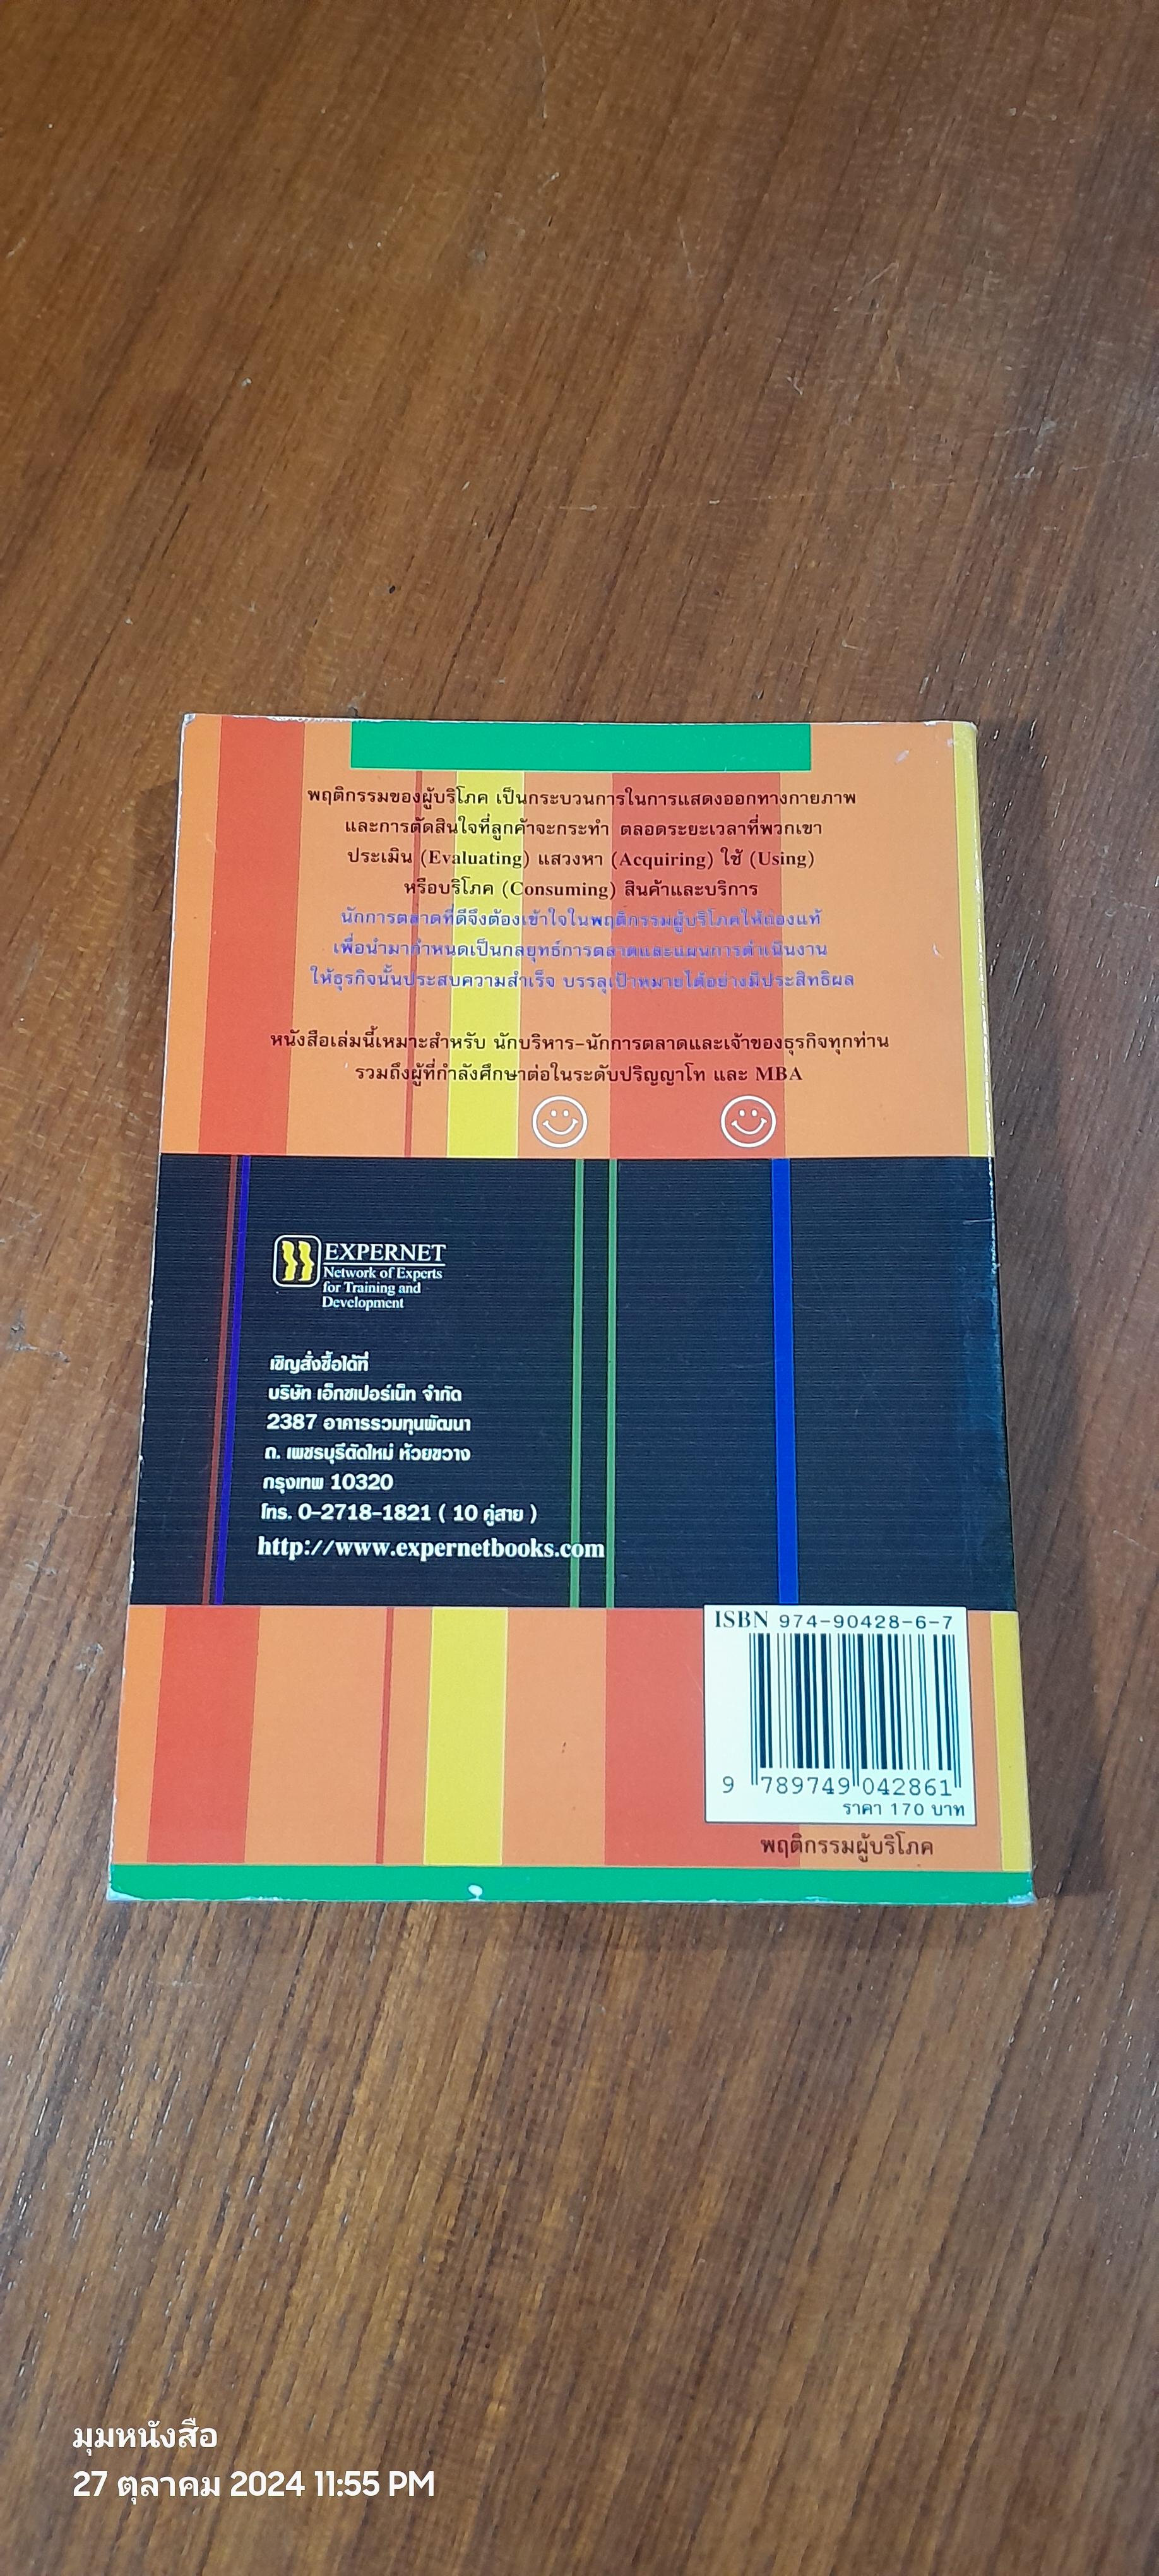 พฤติกรรมของผู้บริโภค เป็นกระบวนการในการแสดงออกทางกายภาพ
และการตัดสินใจที่ลูกค้าจะกระทำ ตลอดระยะเวลาที่พวกเขา
ประเมิน (Evaluating) แสวงหา (Acquiring) ใช้ (Using)
หรือบริโภค (Consuming) สินค้าและบริการ
นักการตลาดที่ดีจึงต้องเข้าใจในพฤติกรรมผู้บริโภคให้ถ่องแท้
เพื่อนำมากำหนดเป็นกลยุทธ์การตลาดและแผนการดำเนินงาน
ให้ธุรกิจนั้นประสบความสำเร็จ บรรลุเป้าหมายได้อย่างมีประสิทธิผล
หนังสือเล่มนี้เหมาะสำหรับ นักบริหาร-นักการตลาดและเจ้าของธุรกิจทุกท่าน
รวมถึงผู้ที่กำลังศึกษาต่อในระดับปริญญาโท และ MBA
EXPERNET
Network of Experts
for Training and
Development
เชิญสั่งซื้อได้ที่
บริษัท เอ็กซเปอร์เน็ท จำกัด
2387 อาคารรวมทุนพัฒนา
ถ. เพชรบุรีตัดใหม่ ห้วยขวาง
กรุงเทพ 10320
โทร. 0-2718-1821 ( 10 คู่สาย )
http://www.expernetbooks.com
ISBN 974-90428-6-7
9 789749 042861
ราคา 170 บาท
พฤติกรรมผู้บริโภค
มุมหนังสือ
27 ตุลาคม 2024 11:55 PM